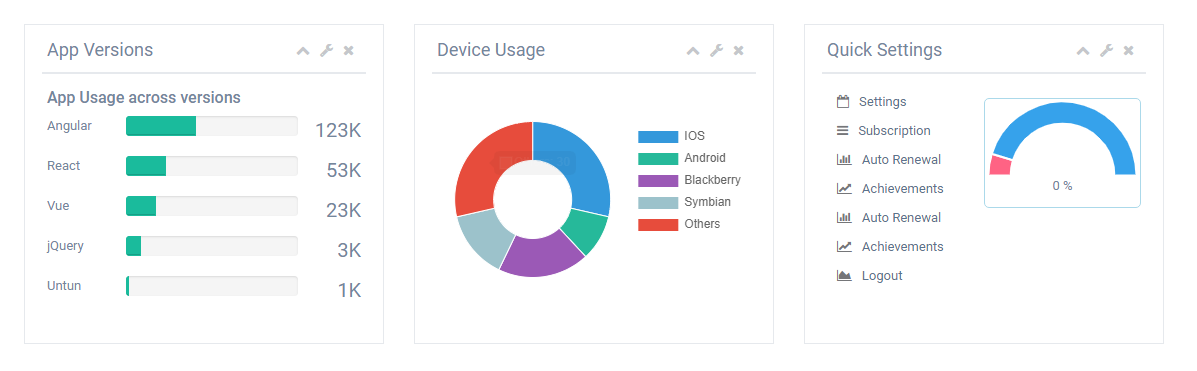 App Versions
App Usage across versions
Angular 123K
React 53K
Vue 23K
jQuery 3K
Untun 1K
Device Usage
IOS
Android
Blackberry
Symbian
Others
Quick Settings
Settings
Subscription
Auto Renewal
Achievements
Auto Renewal
Achievements
Logout
0 %